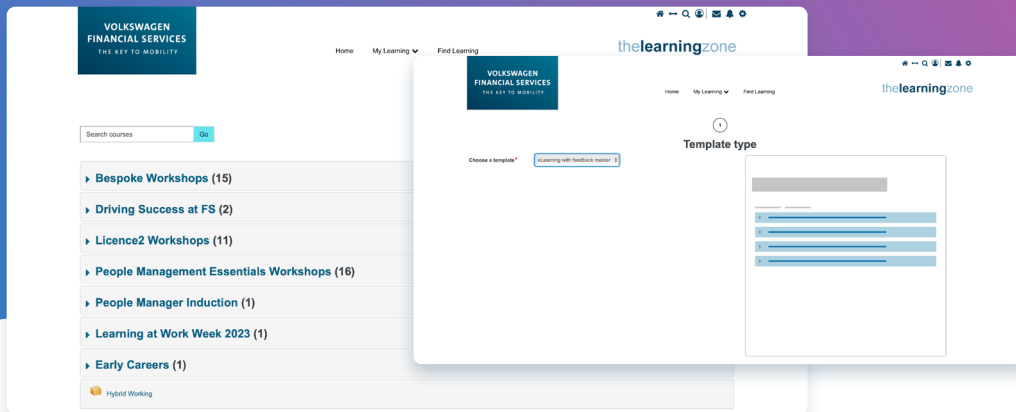 VOLKSWAGEN
FINANCIAL SERVICES
THE KEY TO MOBILITY
Home My Learning Find Learning
thelearningzone
Search courses Go
Bespoke Workshops (15)
Driving Success at FS (2)
Licence2 Workshops (11)
People Management Essentials Workshops (16)
People Manager Induction (1)
Learning at Work Week 2023 (1)
Early Careers (1)
Hybrid Working
VOLKSWAGEN
FINANCIAL SERVICES
THE KEY TO MOBILITY
Home My Learning Find Learning
thelearningzone
1
Template type
Choose a template* eLearning with feedback master